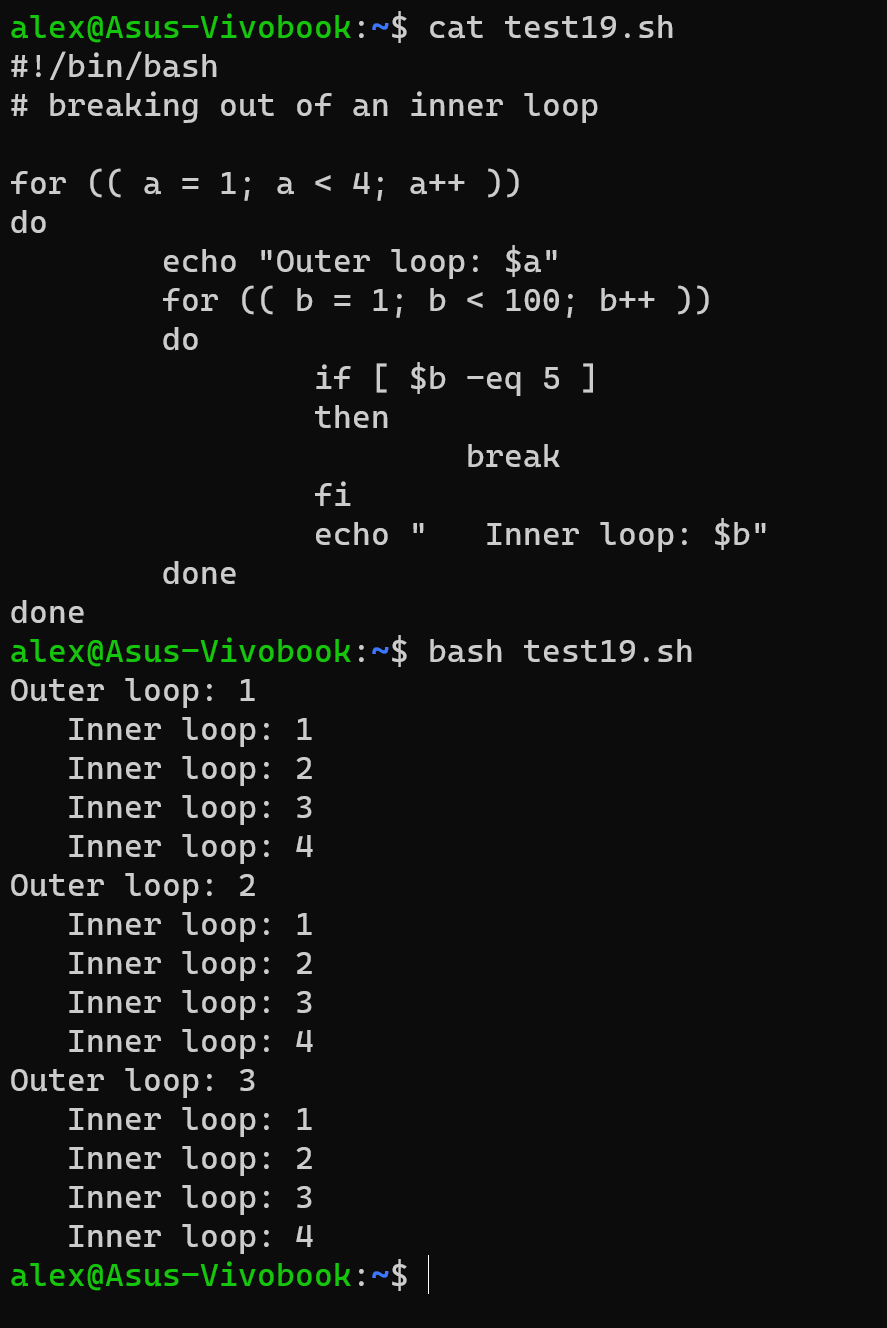 alex@Asus-Vivobook:~$ cat test19.sh
#!/bin/bash
# breaking out of an inner loop

for (( a = 1; a < 4; a++ ))
do
        echo "Outer loop: $a"
        for (( b = 1; b < 100; b++ ))
        do
                if [ $b -eq 5 ]
                then
                        break
                fi
                echo "   Inner loop: $b"
        done
done
alex@Asus-Vivobook:~$ bash test19.sh
Outer loop: 1
   Inner loop: 1
   Inner loop: 2
   Inner loop: 3
   Inner loop: 4
Outer loop: 2
   Inner loop: 1
   Inner loop: 2
   Inner loop: 3
   Inner loop: 4
Outer loop: 3
   Inner loop: 1
   Inner loop: 2
   Inner loop: 3
   Inner loop: 4
alex@Asus-Vivobook:~$